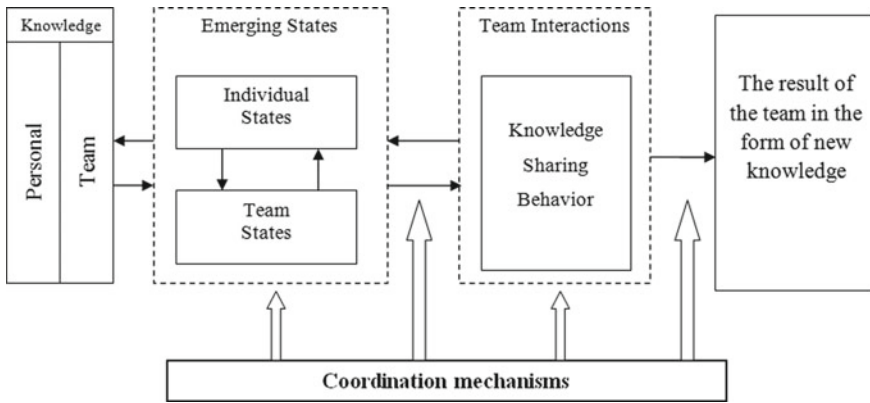 Knowledge
Personal
Team
Emerging States
Individual
States
Team
States
Team Interactions
Knowledge
Sharing
Behavior
The result of
the team in the
form of new
knowledge
Coordination mechanisms